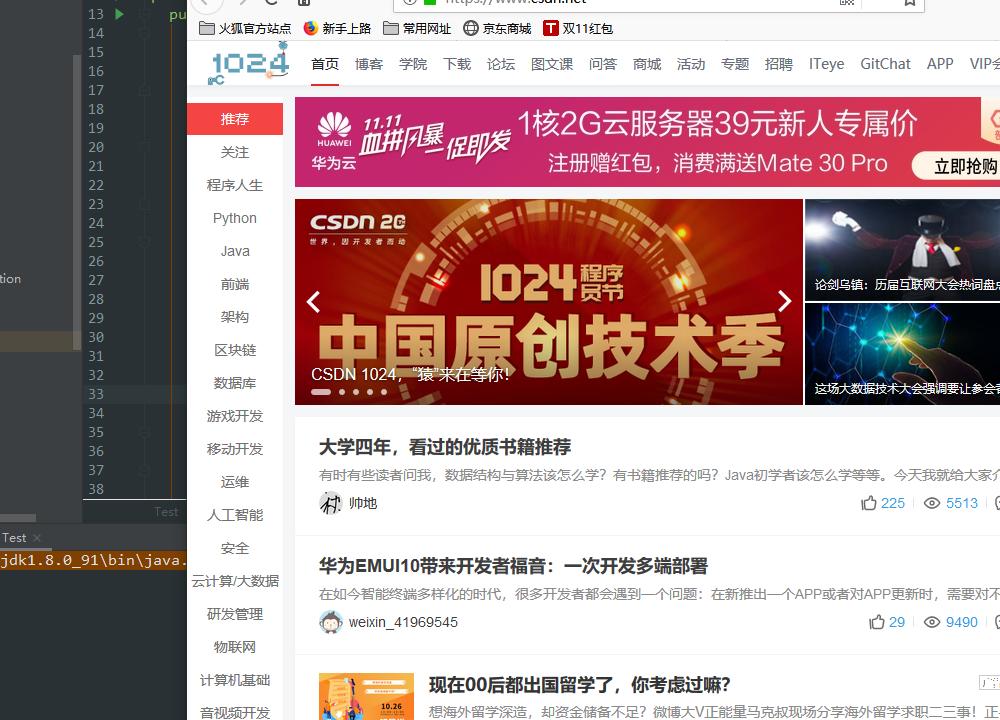 13
pu
14
15
16
17
18
19
20
21
22
23
24
25
26
27
28
29
30
31
32
33
34
35
36
37
38
tion
Test
Test ×
jdk1.8.0_91\bin\java.
火狐官方站点 新手上路 常用网址 京东商城 双11红包
1024 首页 博客 学院 下载 论坛 图文课 问答 商城 活动 专题 招聘 ITeye GitChat APP
推荐
关注
程序人生
Python
Java
前端
架构
区块链
数据库
游戏开发
移动开发
运维
人工智能
安全
云计算/大数据
研发管理
物联网
计算机基础
音视频开发
HUAWEI
华为云
11.11
血拼风暴 一促即发
1核2G云服务器39元新人专属价
注册赠红包，消费满送Mate 30 Pro
立即抢购
CSDN 20
世界，因开发者而动
1024程序员节
中国原创技术季
CSDN 1024，“猿”来在等你！
论剑乌镇：历届互联网大会热词盘
这场大数据技术大会强调要让参会
大学四年，看过的优质书籍推荐
有时有些读者问我，数据结构与算法该怎么学？有书籍推荐的吗？Java初学者该怎么学等等。今天我就给大家
帅地
225 5513
华为EMUI10带来开发者福音：一次开发多端部署
在如今智能终端多样化的时代，很多开发者都会遇到一个问题：在新推出一个APP或者对APP更新时，需要对不
weixin_41969545
29 9490
10.26
现在00后都出国留学了，你考虑过嘛？
想海外留学深造，却资金储备不足？微博大V正能量马克叔现场分享海外留学求职二三事！正